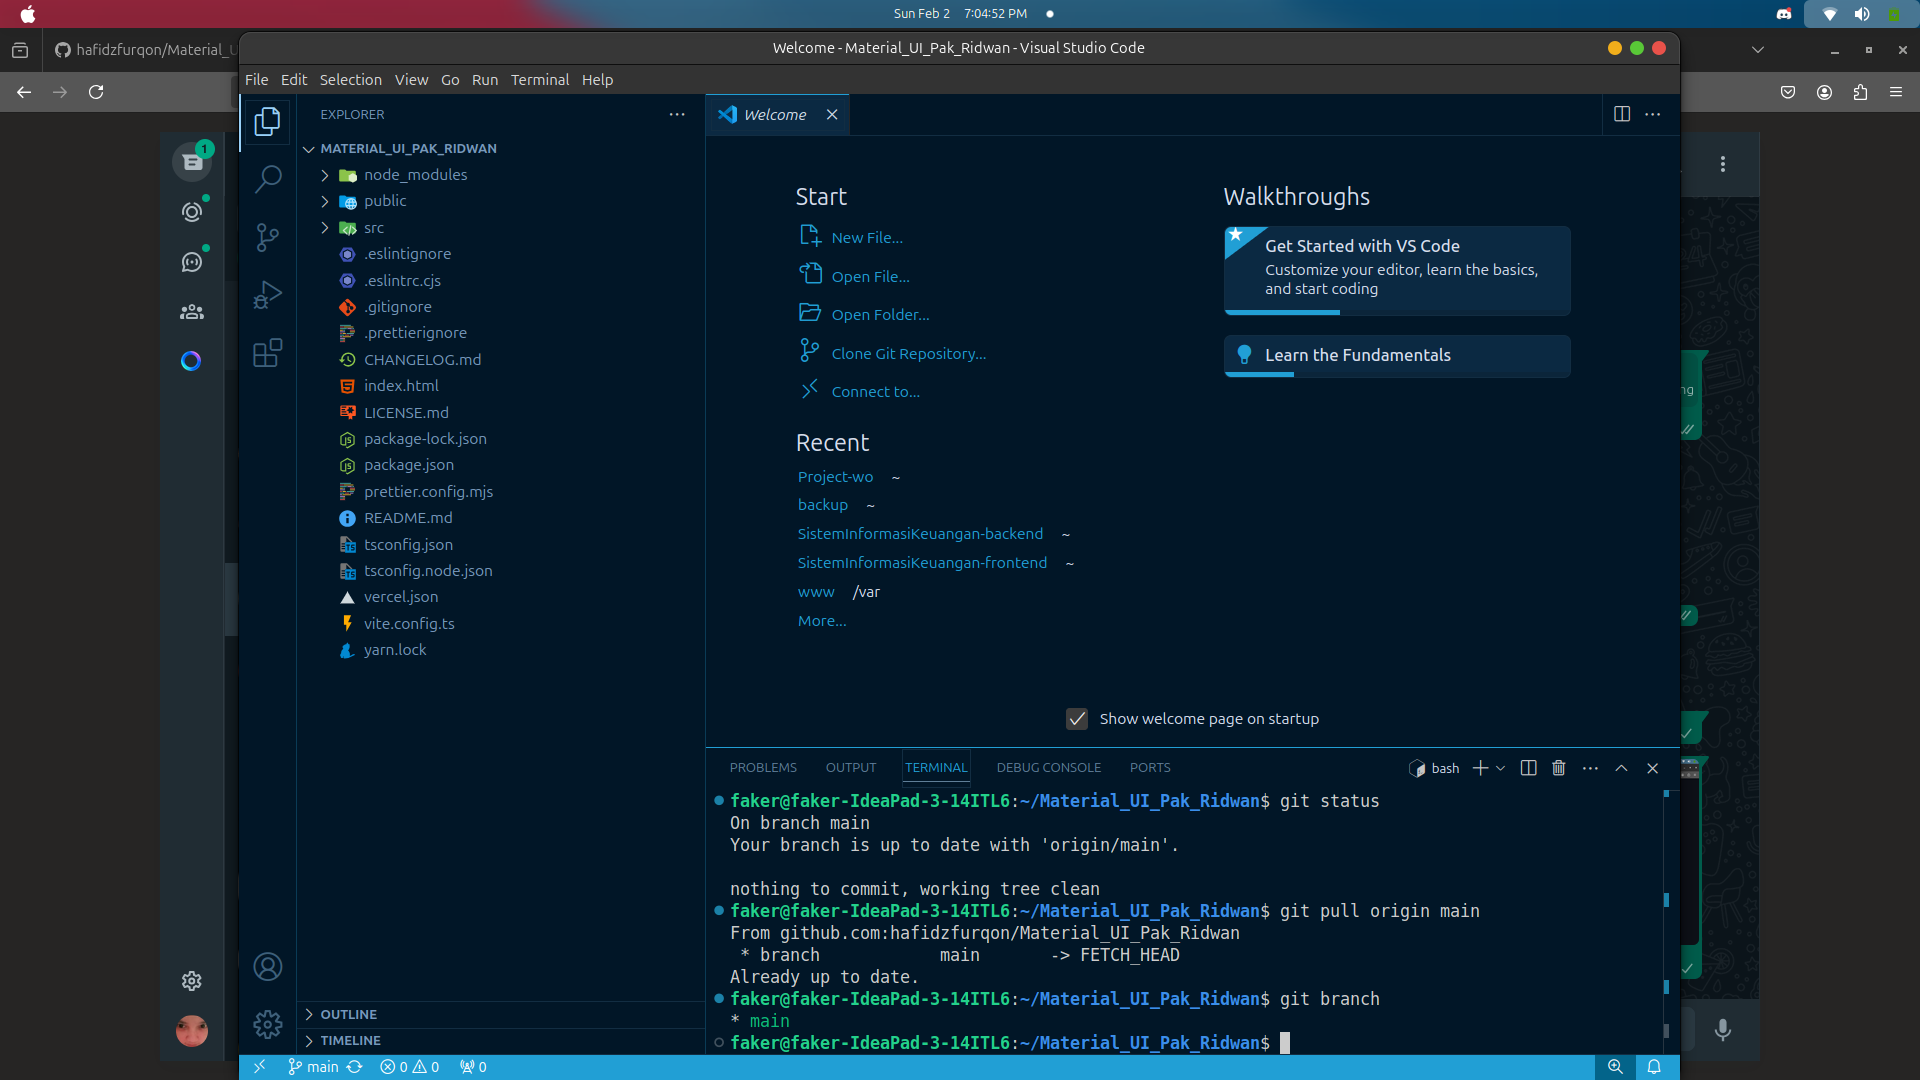 Sun Feb 2 7:04:52 PM
hafidzfurqon/Material_U
Welcome - Material_UI_Pak_Ridwan - Visual Studio Code
File Edit Selection View Go Run Terminal Help
1
EXPLORER
MATERIAL_UI_PAK_RIDWAN
node_modules
public
src
.eslintignore
.eslintrc.cjs
.gitignore
.prettierignore
CHANGELOG.md
index.html
LICENSE.md
package-lock.json
package.json
prettier.config.mjs
README.md
tsconfig.json
tsconfig.node.json
vercel.json
vite.config.ts
yarn.lock
OUTLINE
TIMELINE
Welcome
Start
New File...
Open File...
Open Folder...
Clone Git Repository...
Connect to...
Recent
Project-wo ~
backup ~
SistemInformasiKeuangan-backend ~
SistemInformasiKeuangan-frontend ~
www /var
More...
Walkthroughs
Get Started with VS Code
Customize your editor, learn the basics,
and start coding
Learn the Fundamentals
Show welcome page on startup
ng
PROBLEMS OUTPUT TERMINAL DEBUG CONSOLE PORTS
bash
faker@faker-IdeaPad-3-14ITL6:~/Material_UI_Pak_Ridwan$ git status
On branch main
Your branch is up to date with 'origin/main'.
nothing to commit, working tree clean
faker@faker-IdeaPad-3-14ITL6:~/Material_UI_Pak_Ridwan$ git pull origin main
From github.com:hafidzfurqon/Material_UI_Pak_Ridwan
* branch main -> FETCH_HEAD
Already up to date.
faker@faker-IdeaPad-3-14ITL6:~/Material_UI_Pak_Ridwan$ git branch
* main
faker@faker-IdeaPad-3-14ITL6:~/Material_UI_Pak_Ridwan$
main 0 0 0